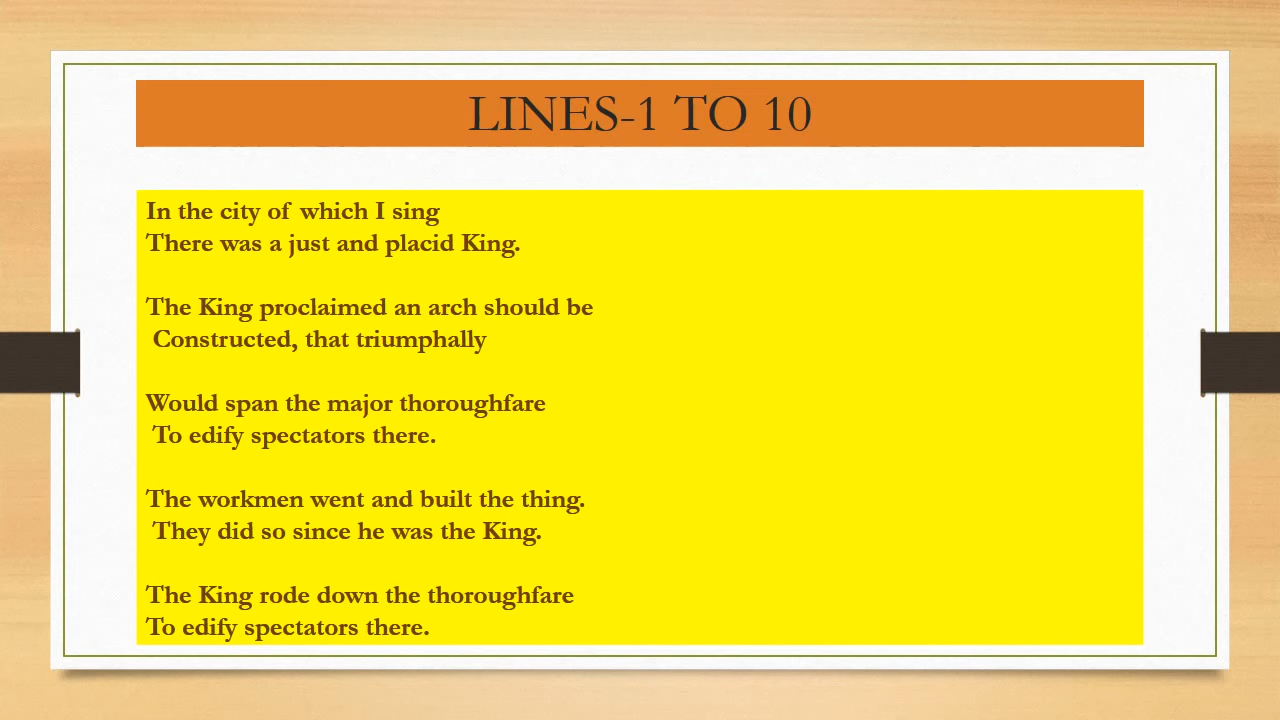 LINES-1 TO 10
In the city of which I sing
There was a just and placid King.
The King proclaimed an arch should be
Constructed, that triumphally
Would span the major thoroughfare
To edify spectators there.
The workmen went and built the thing.
They did so since he was the King.
The King rode down the thoroughfare
To edify spectators there.